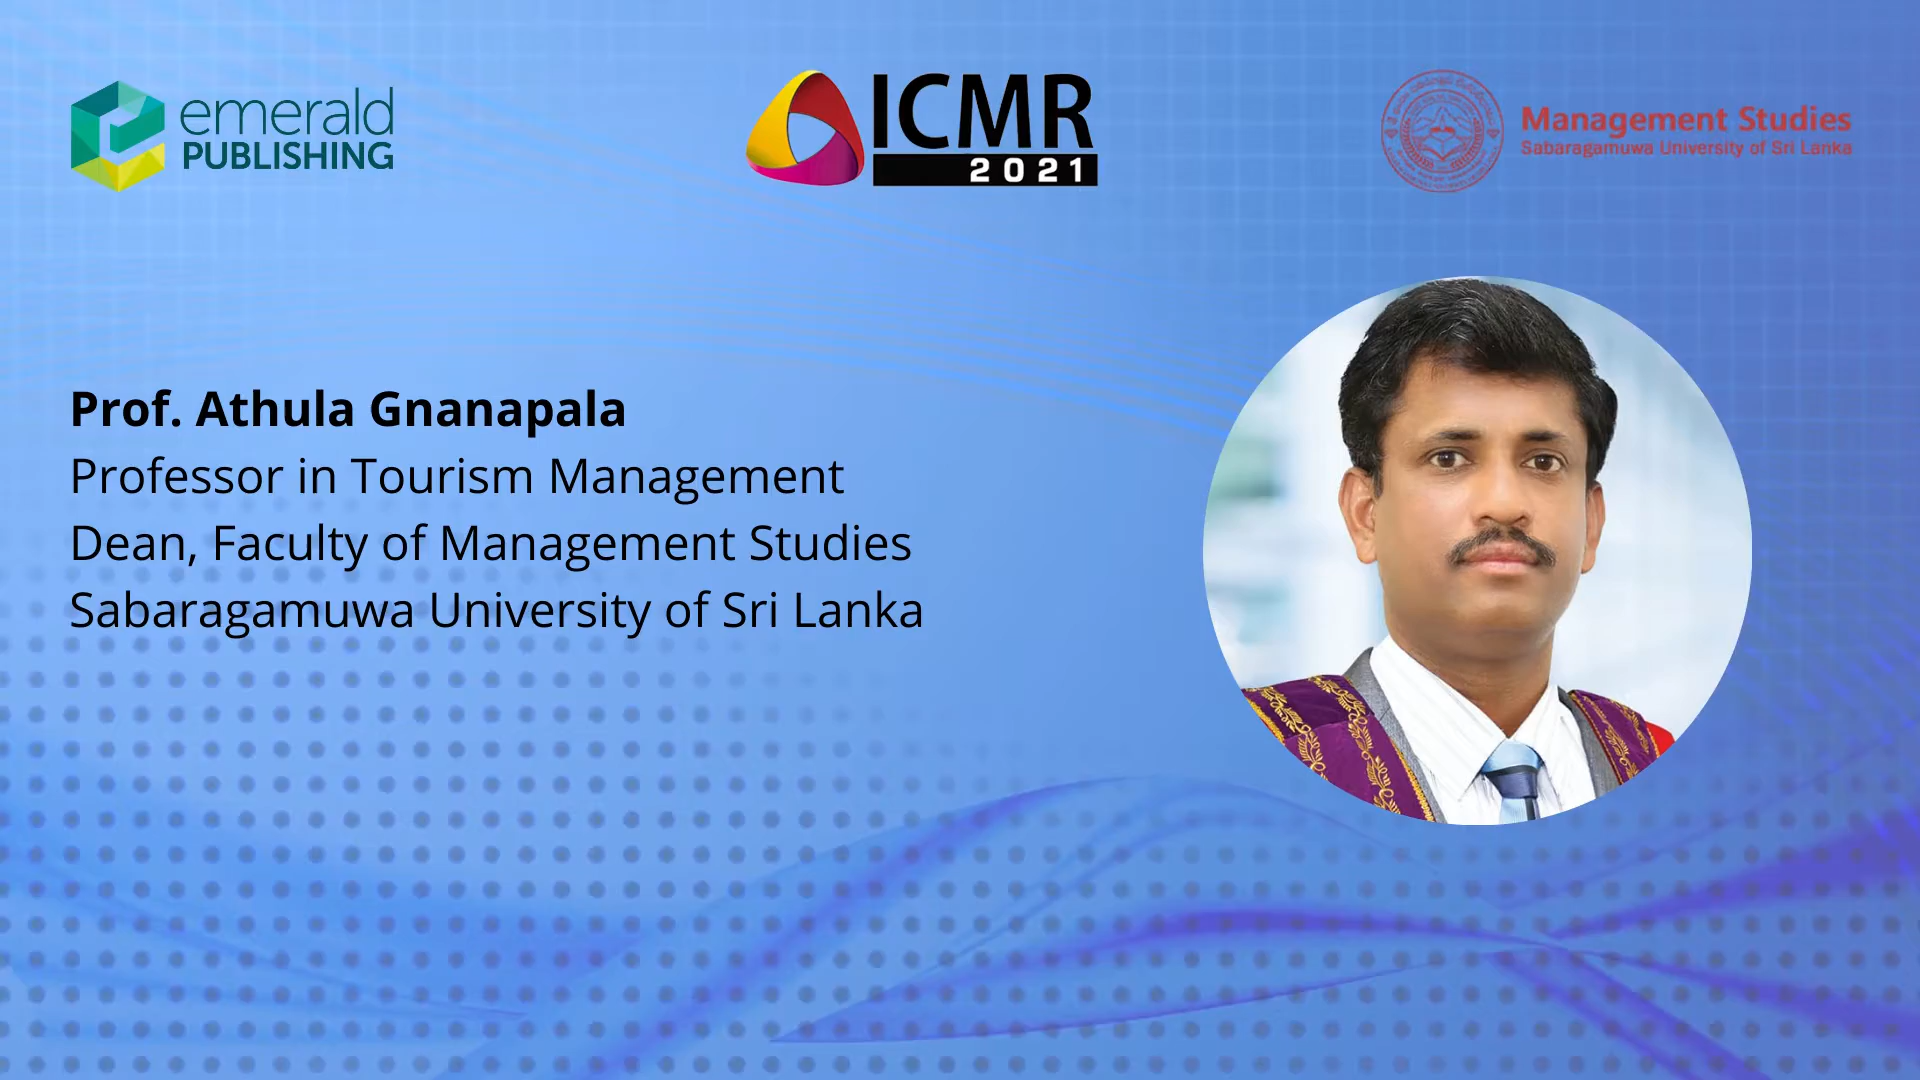 emerald
PUBLISHING
ICMR
2021
Management Studies
Sabaragamuwa University of Sri Lanka
Prof. Athula Gnanapala
Professor in Tourism Management
Dean, Faculty of Management Studies
Sabaragamuwa University of Sri Lanka